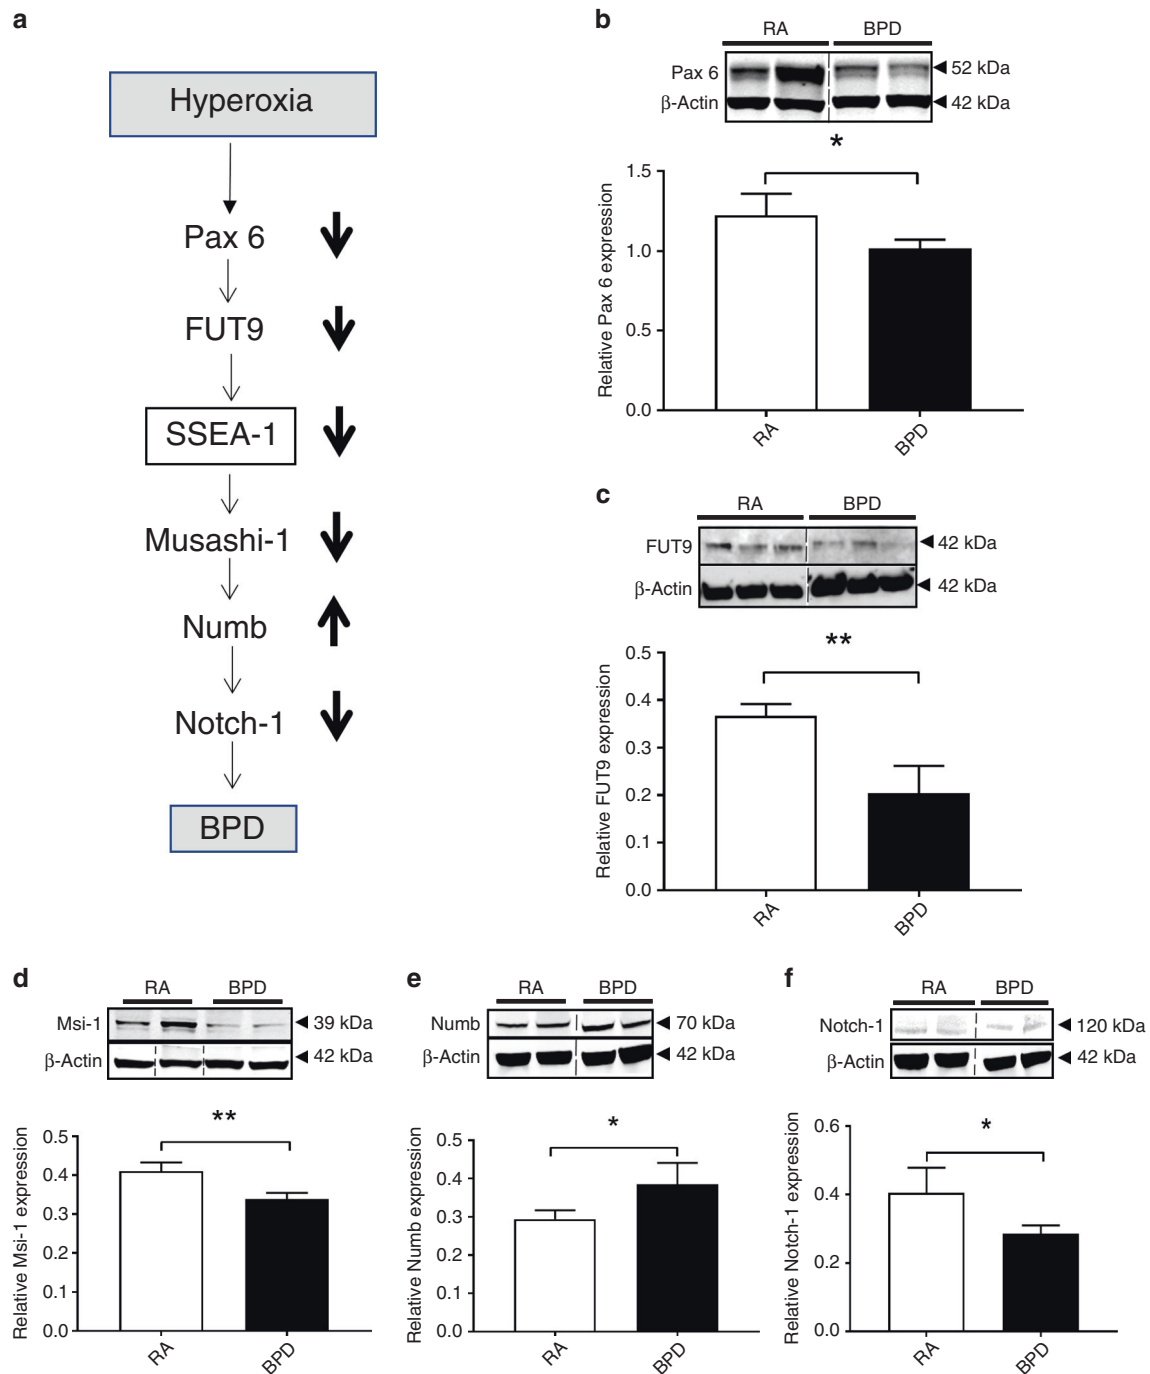 a
Hyperoxia
Pax 6
FUT9
SSEA-1
Musashi-1
Numb
Notch-1
BPD
b
RA BPD
Pax 6 52 kDa
β-Actin 42 kDa
*
Relative Pax 6 expression
1.5
1.0
0.5
0.0
RA BPD
c
RA BPD
FUT9 42 kDa
β-Actin 42 kDa
**
Relative FUT9 expression
0.5
0.4
0.3
0.2
0.1
0.0
RA BPD
d
RA BPD
Msi-1 39 kDa
β-Actin 42 kDa
**
Relative Msi-1 expression
0.5
0.4
0.3
0.2
0.1
0.0
RA BPD
e
RA BPD
Numb 70 kDa
β-Actin 42 kDa
*
Relative Numb expression
0.5
0.4
0.3
0.2
0.1
0.0
RA BPD
f
RA BPD
Notch-1 120 kDa
β-Actin 42 kDa
*
Relative Notch-1 expression
0.6
0.4
0.2
0.0
RA BPD